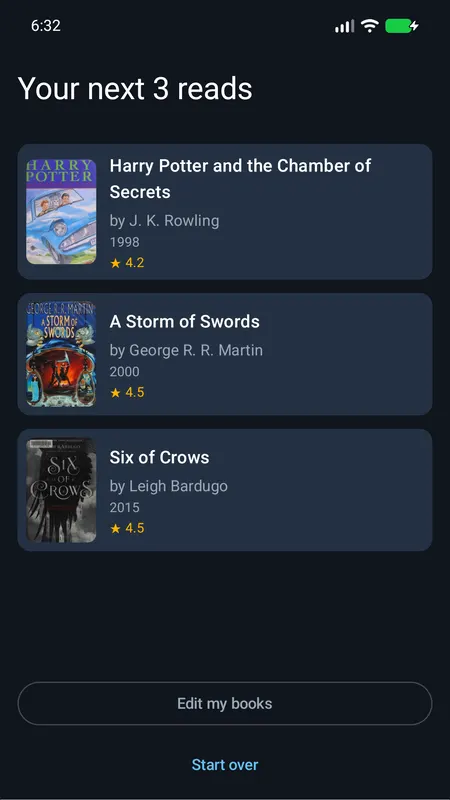 6:32
Your next 3 reads
HARRY
POTTER
Harry Potter and the Chamber of
Secrets
by J. K. Rowling
1998
★ 4.2
GEORGE R.R. MARTIN
A STORM OF
SWORDS
A Storm of Swords
by George R. R. Martin
2000
★ 4.5
SIX
OF
CROWS
Six of Crows
by Leigh Bardugo
2015
★ 4.5
Edit my books
Start over